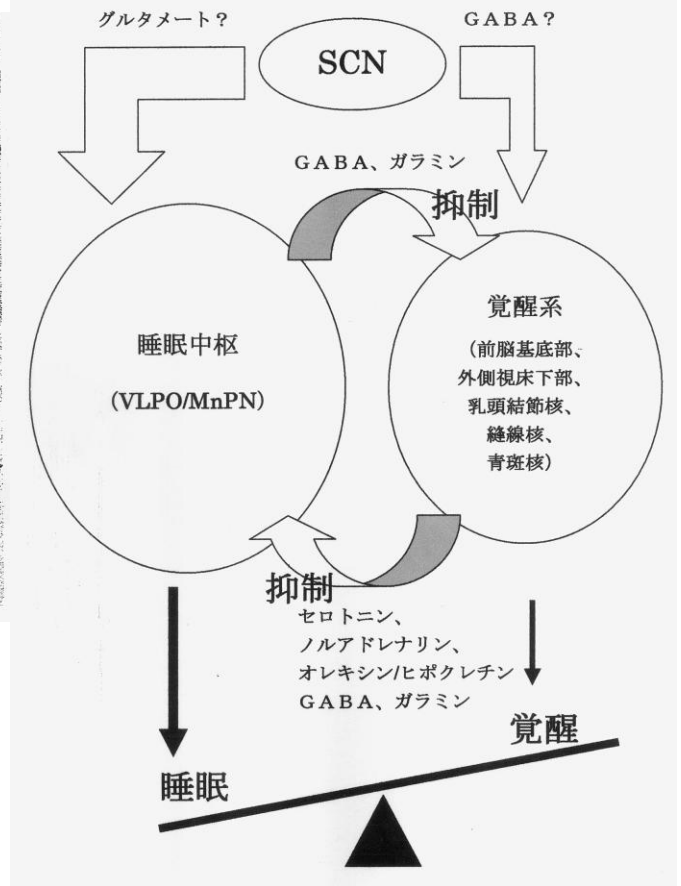 グルタメート？
GABA？
SCN
GABA、ガラミン
抑制
睡眠中枢
(VLPO/MnPN)
覚醒系
(前脳基底部、
外側視床下部、
乳頭結節核、
縫線核、
青斑核)
抑制
セロトニン、
ノルアドレナリン、
オレキシン/ヒポクレチン
GABA、ガラミン
覚醒
睡眠